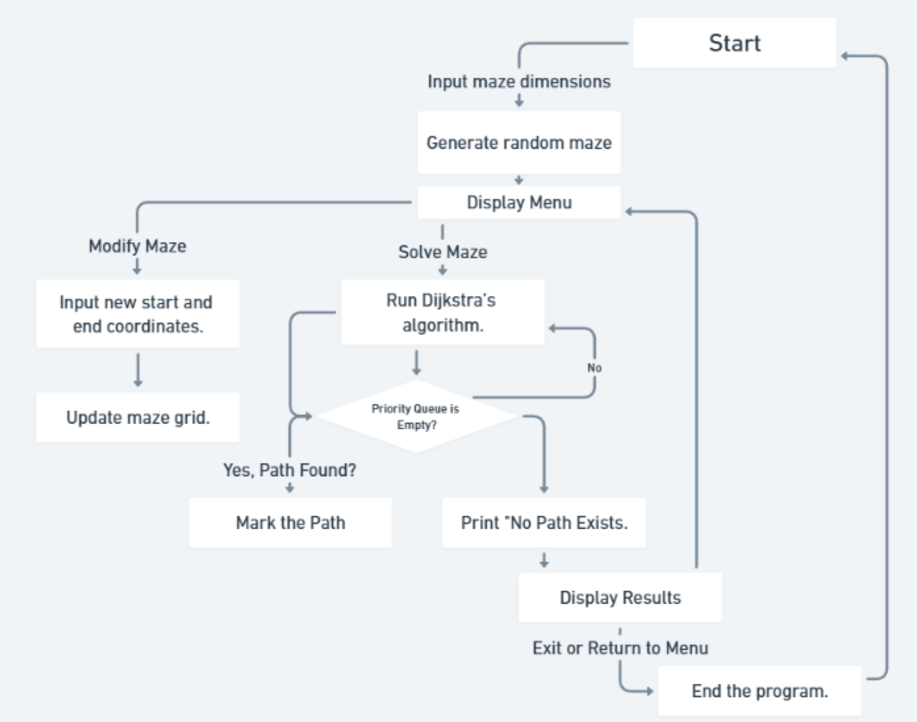 Start
Input maze dimensions
Generate random maze
Display Menu
Modify Maze
Solve Maze
Input new start and
end coordinates.
Run Dijkstra's
algorithm.
No
Update maze grid.
Priority Queue is
Empty?
Yes, Path Found?
Mark the Path
Print "No Path Exists.
Display Results
Exit or Return to Menu
End the program.